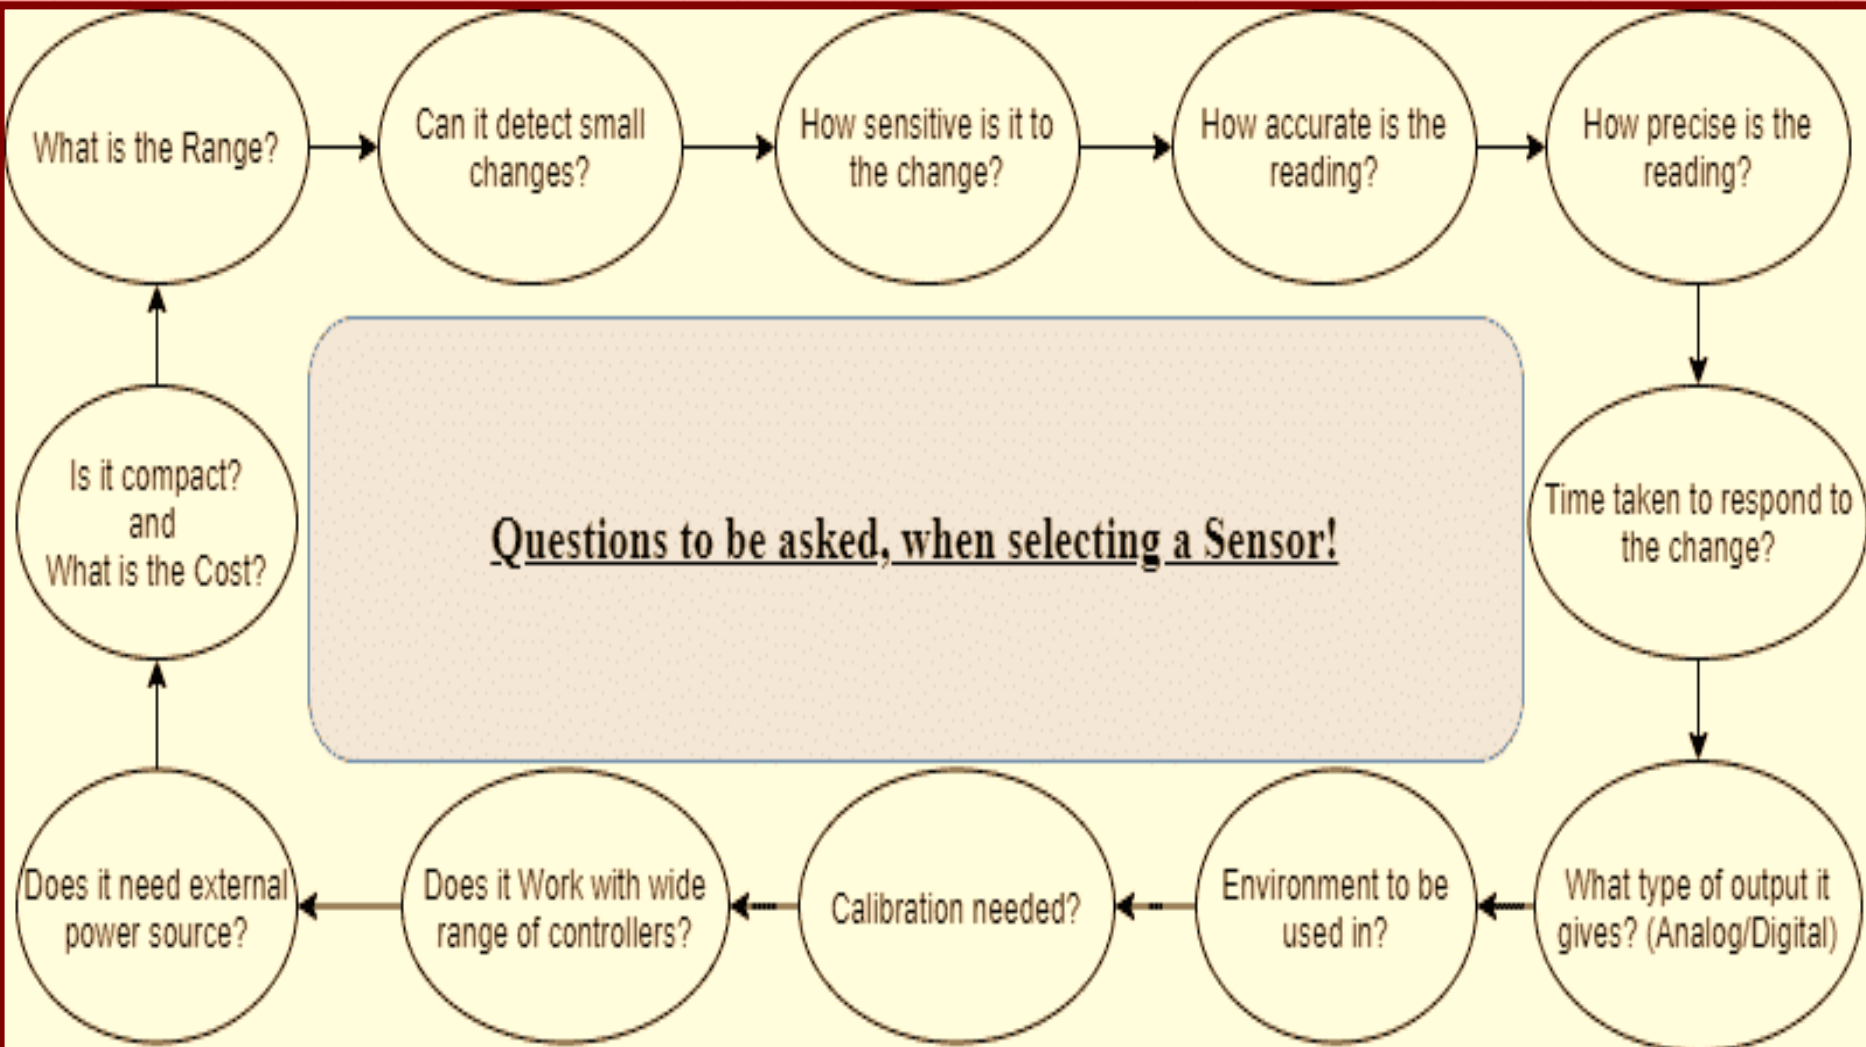 What is the Range?
Can it detect small
changes?
How sensitive is it to
the change?
How accurate is the
reading?
How precise is the
reading?
Time taken to respond to
the change?
What type of output it
gives? (Analog/Digital)
Environment to be
used in?
Calibration needed?
Does it Work with wide
range of controllers?
Does it need external
power source?
Is it compact?
and
What is the Cost?
Questions to be asked, when selecting a Sensor!